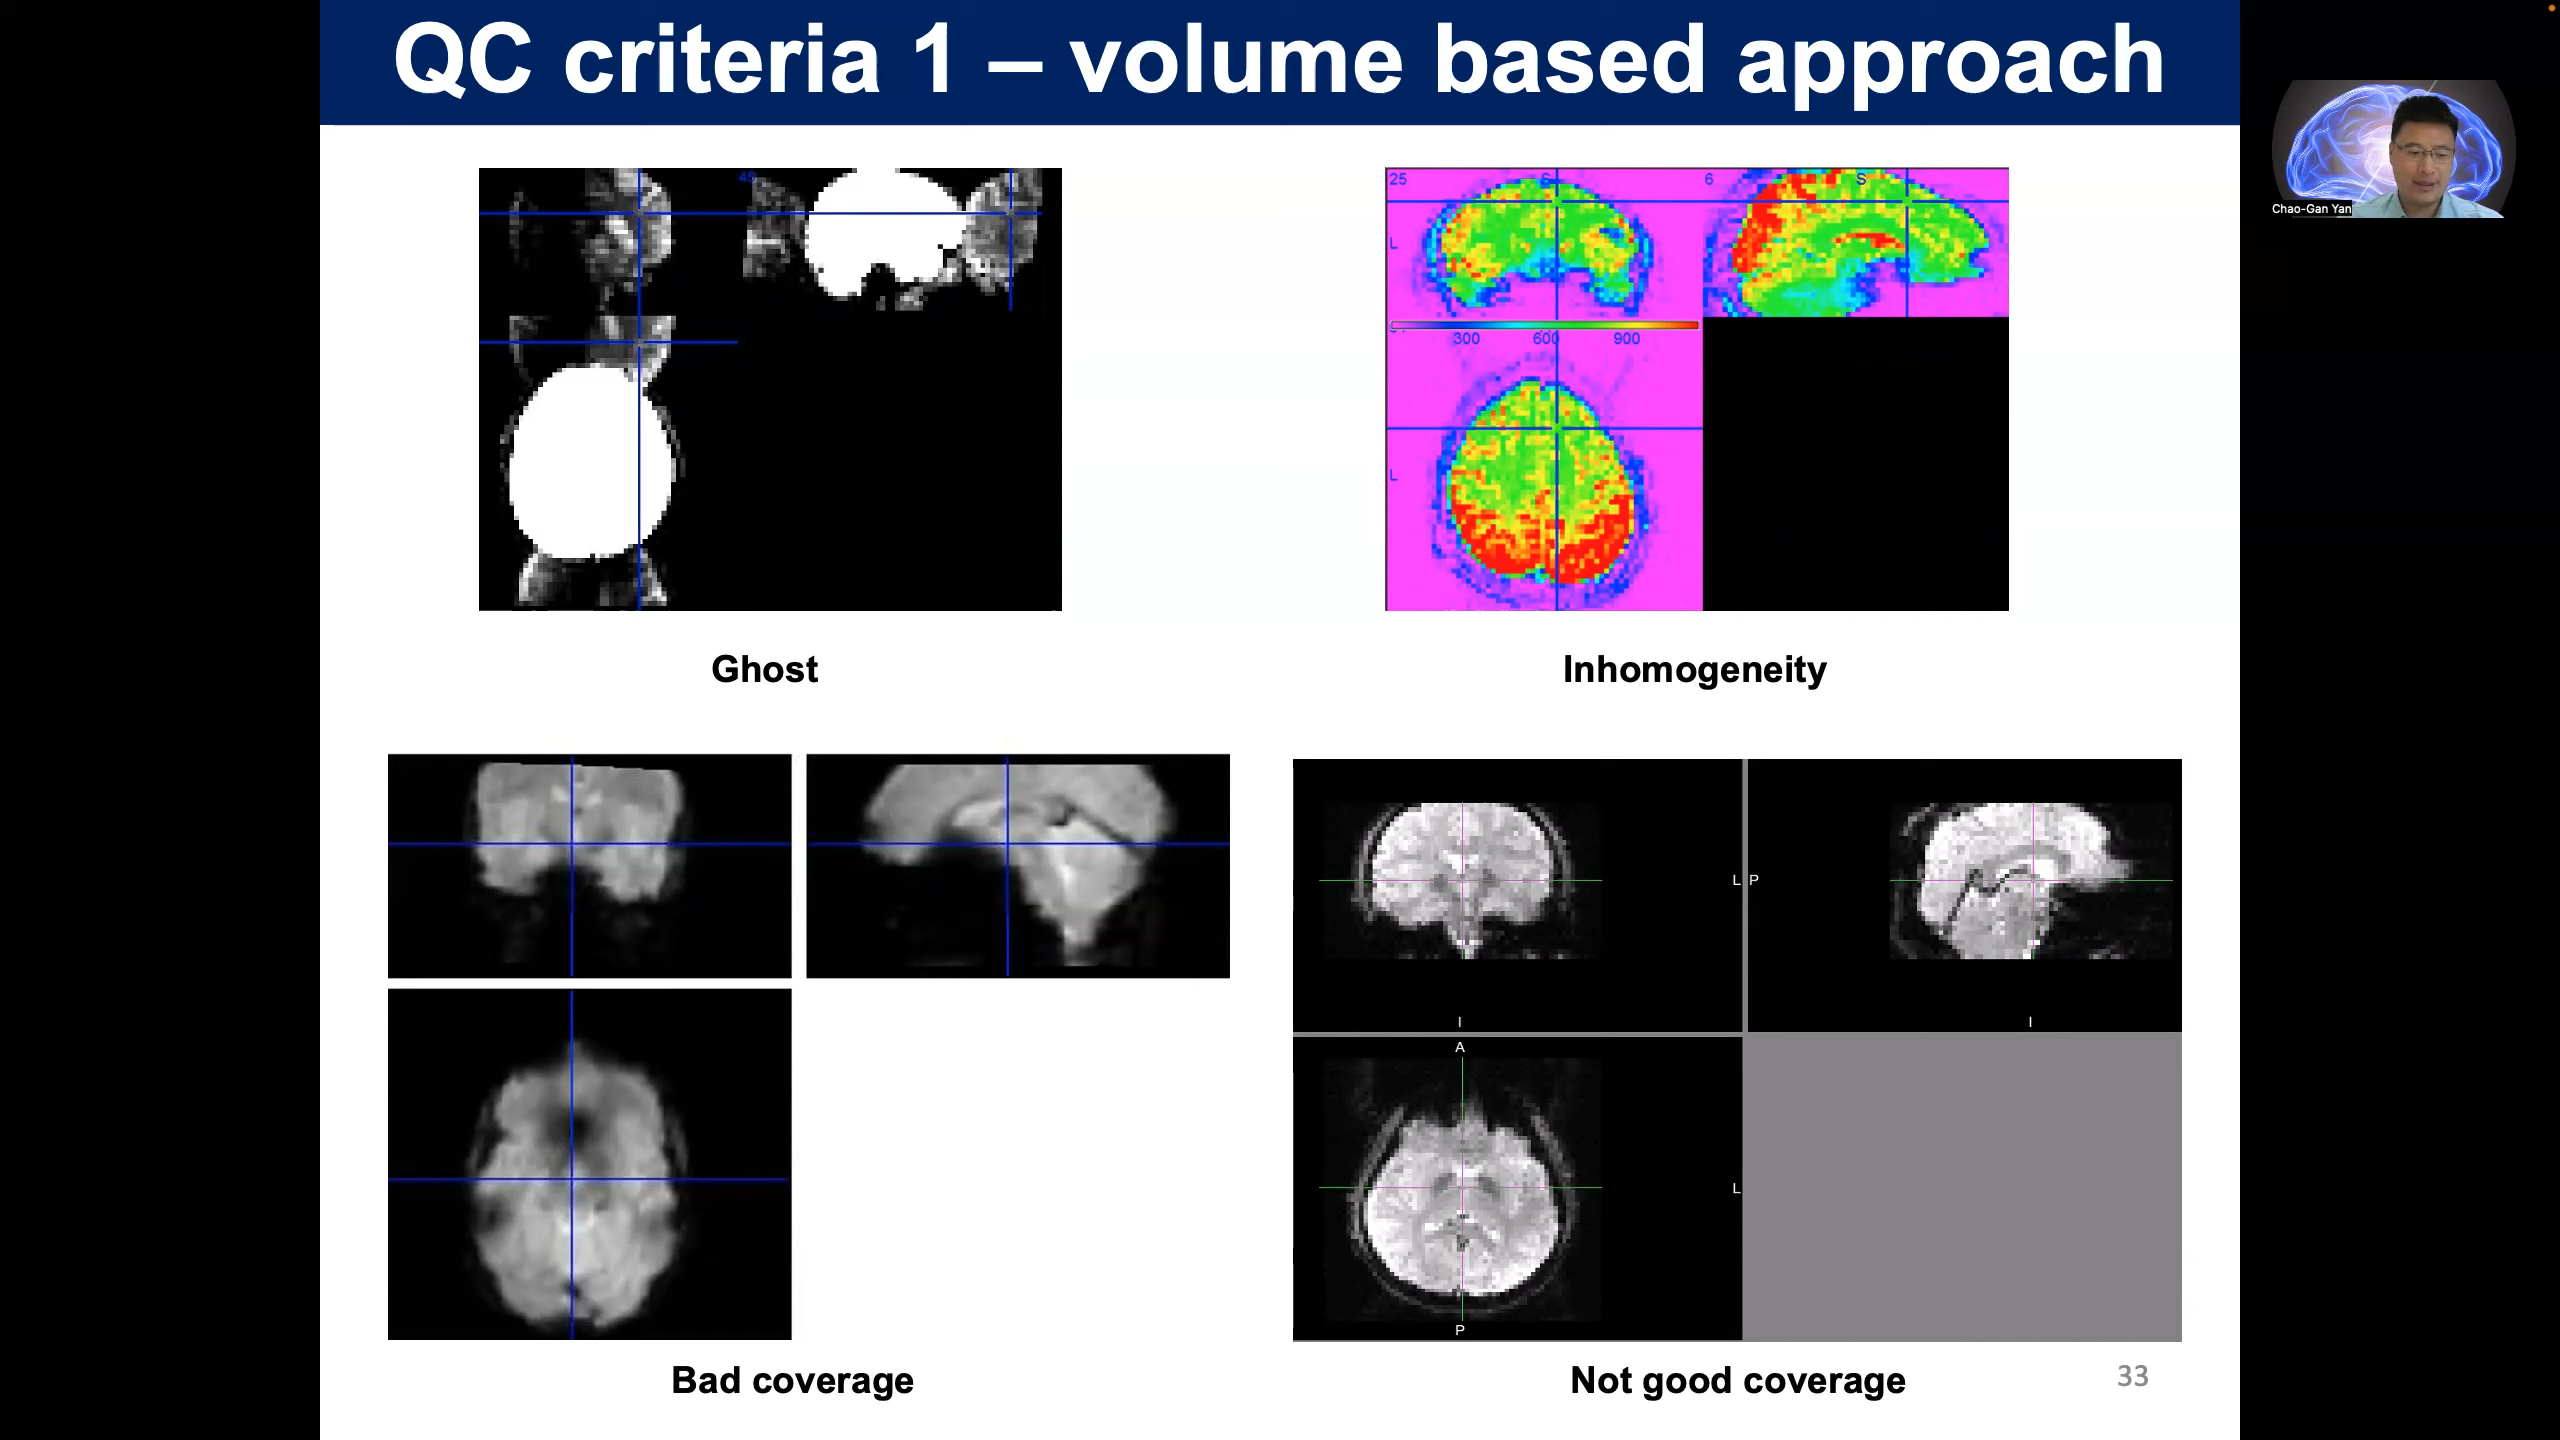 QC criteria 1 – volume based approach
Chao-Gan Yan
48
25
S
6
S
L
300 600 900
L
Ghost
Inhomogeneity
L
P
I
I
A
L
P
Bad coverage
Not good coverage
33